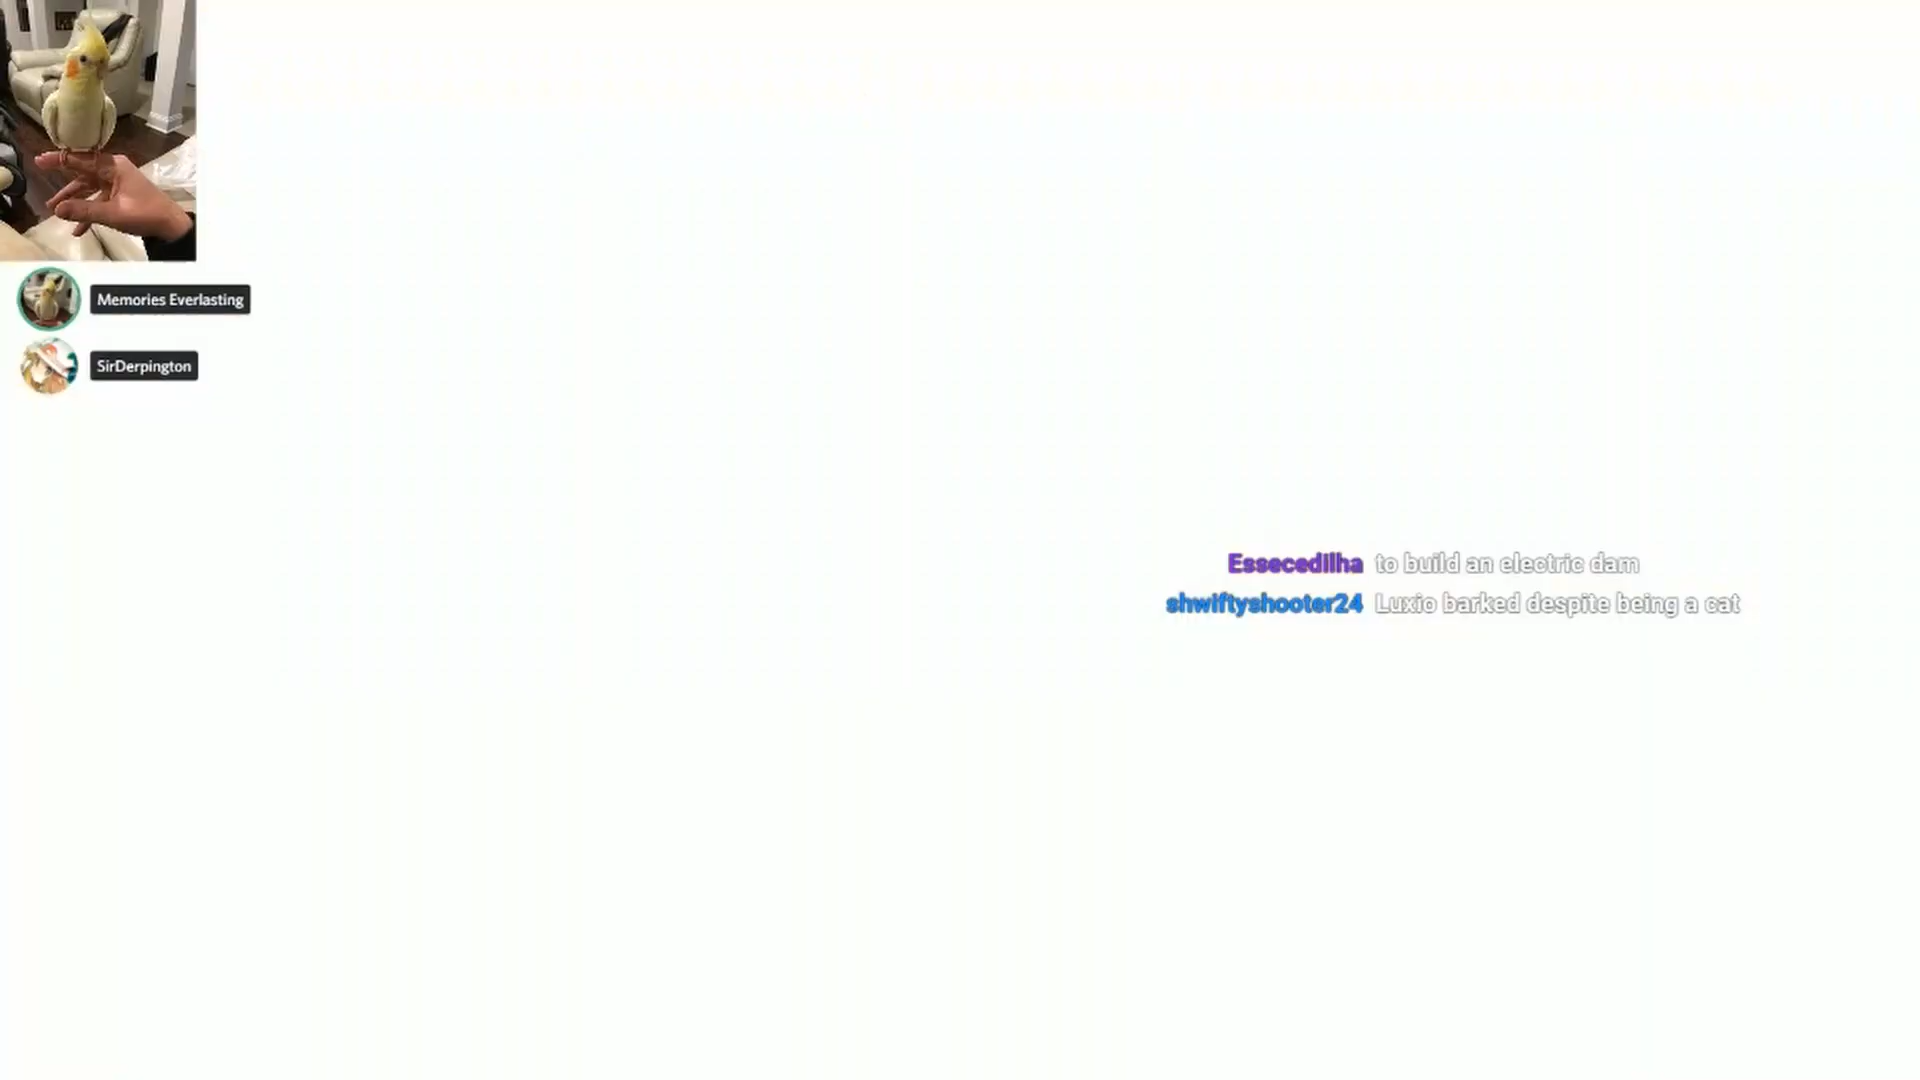 Memories Everlasting
SirDerpington
Essecedilha to build an electric dam
shwiftyshooter24 Luxio barked despite being a cat